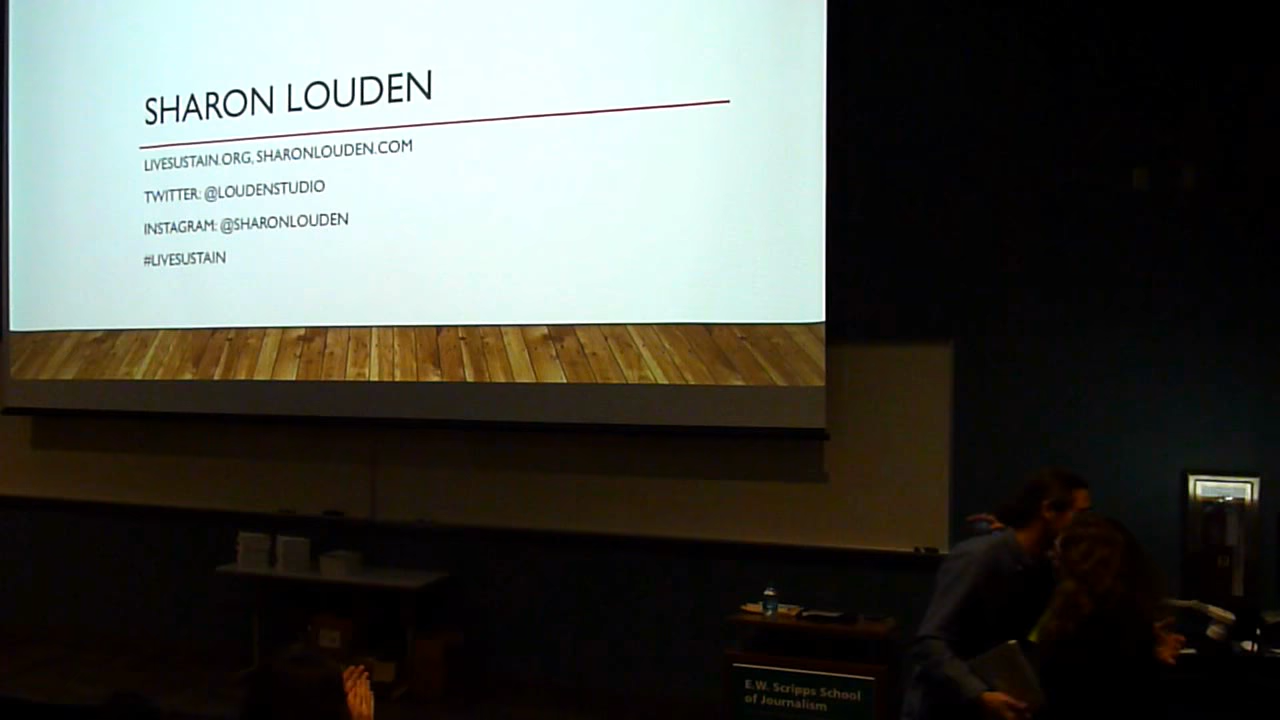 SHARON LOUDEN
LIVESUSTAIN.ORG, SHARONLOUDEN.COM
TWITTER: @LOUDENSTUDIO
INSTAGRAM: @SHARONLOUDEN
#LIVESUSTAIN
E.W. Scripps School
of Journalism